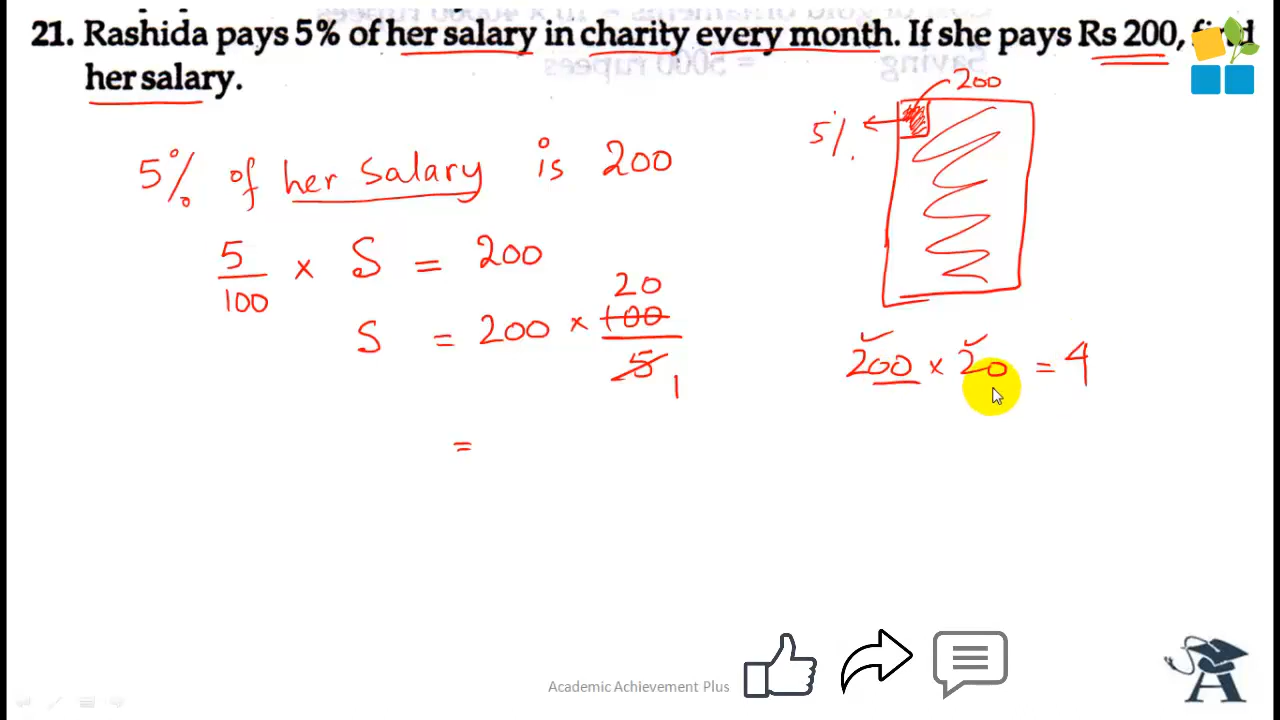 21. Rashida pays 5% of her salary in charity every month. If she pays Rs 200, find
her salary.
200
5%
5% of her salary is 200
5/100 × S = 200
20
S = 200 × 100/5
1
200 × 20 = 4
=
Academic Achievement Plus